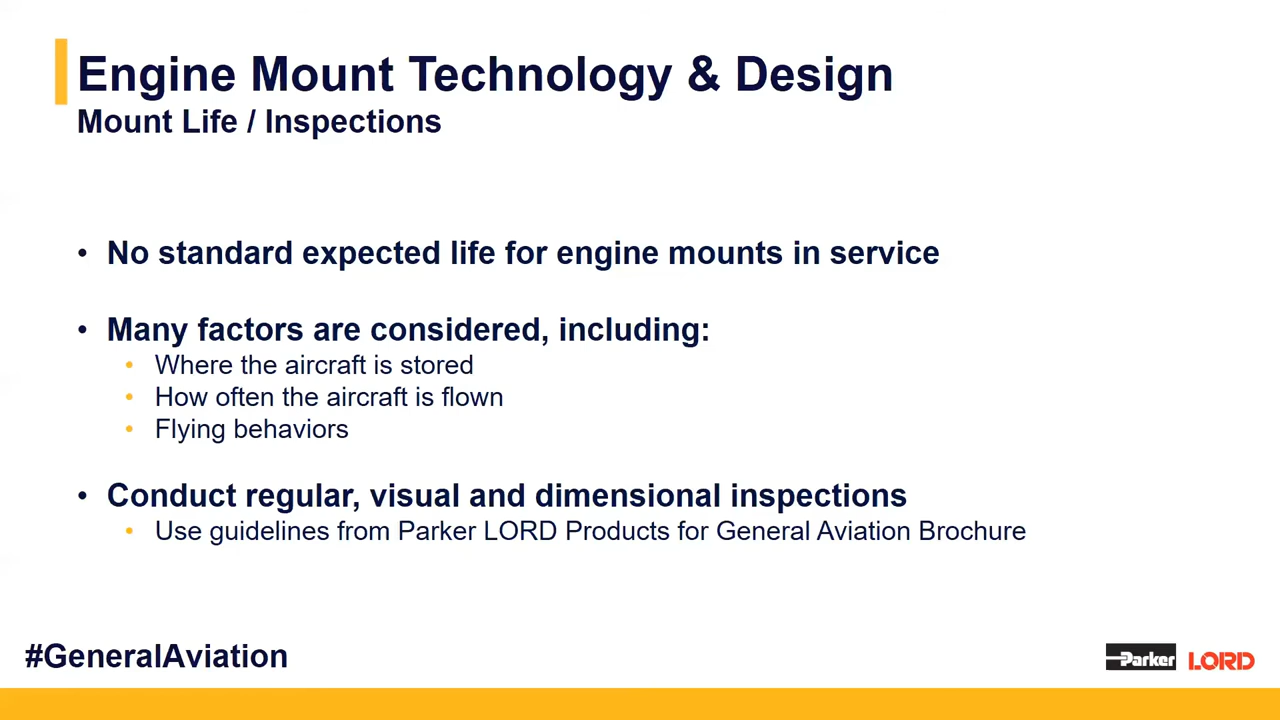 Engine Mount Technology & Design
Mount Life / Inspections
• No standard expected life for engine mounts in service
• Many factors are considered, including:
• Where the aircraft is stored
• How often the aircraft is flown
• Flying behaviors
• Conduct regular, visual and dimensional inspections
• Use guidelines from Parker LORD Products for General Aviation Brochure
#GeneralAviation
Parker LORD